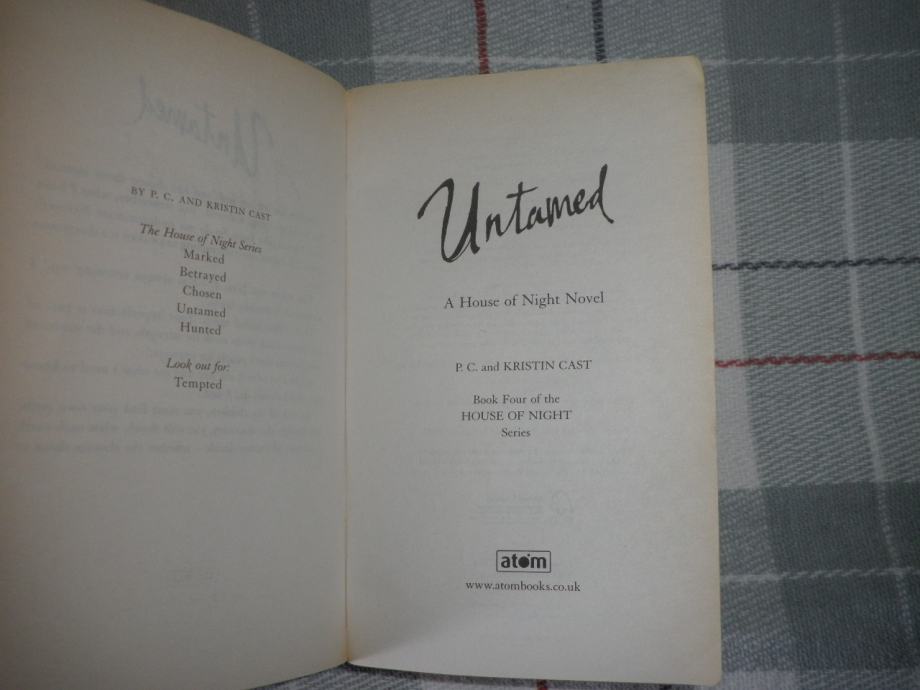 BY P. C. AND KRISTIN CAST
The House of Night Series
Marked
Betrayed
Chosen
Untamed
Hunted
Look out for:
Tempted
Untamed
A House of Night Novel
P. C. and KRISTIN CAST
Book Four of the
HOUSE OF NIGHT
Series
atom
www.atombooks.co.uk